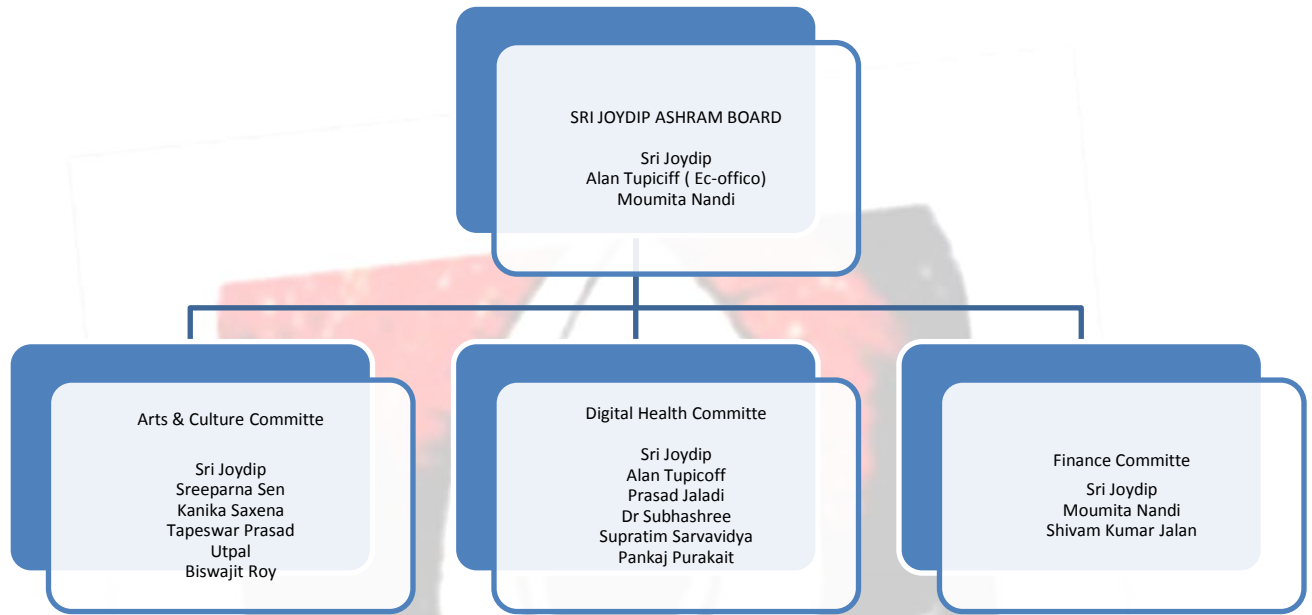 SRI JOYDIP ASHRAM BOARD
Sri Joydip
Alan Tupiciff ( Ec-offico)
Moumita Nandi
Arts & Culture Committe
Sri Joydip
Sreeparna Sen
Kanika Saxena
Tapeswar Prasad
Utpal
Biswajit Roy
Digital Health Committe
Sri Joydip
Alan Tupicoff
Prasad Jaladi
Dr Subhashree
Supratim Sarvavidya
Pankaj Purakait
Finance Committe
Sri Joydip
Moumita Nandi
Shivam Kumar Jalan